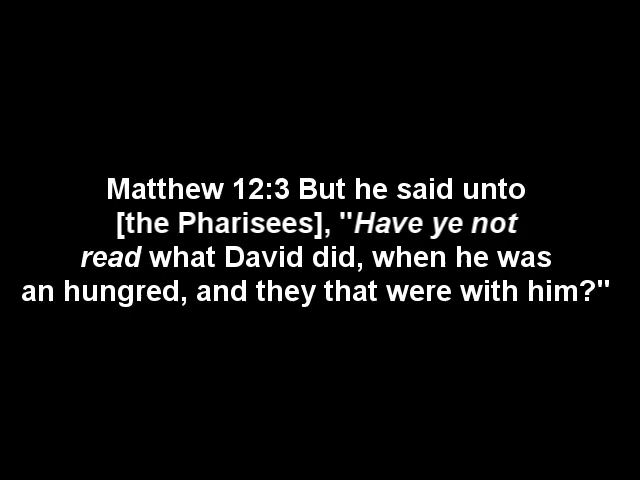 Matthew 12:3 But he said unto
[the Pharisees], "Have ye not
read what David did, when he was
an hungred, and they that were with him?"